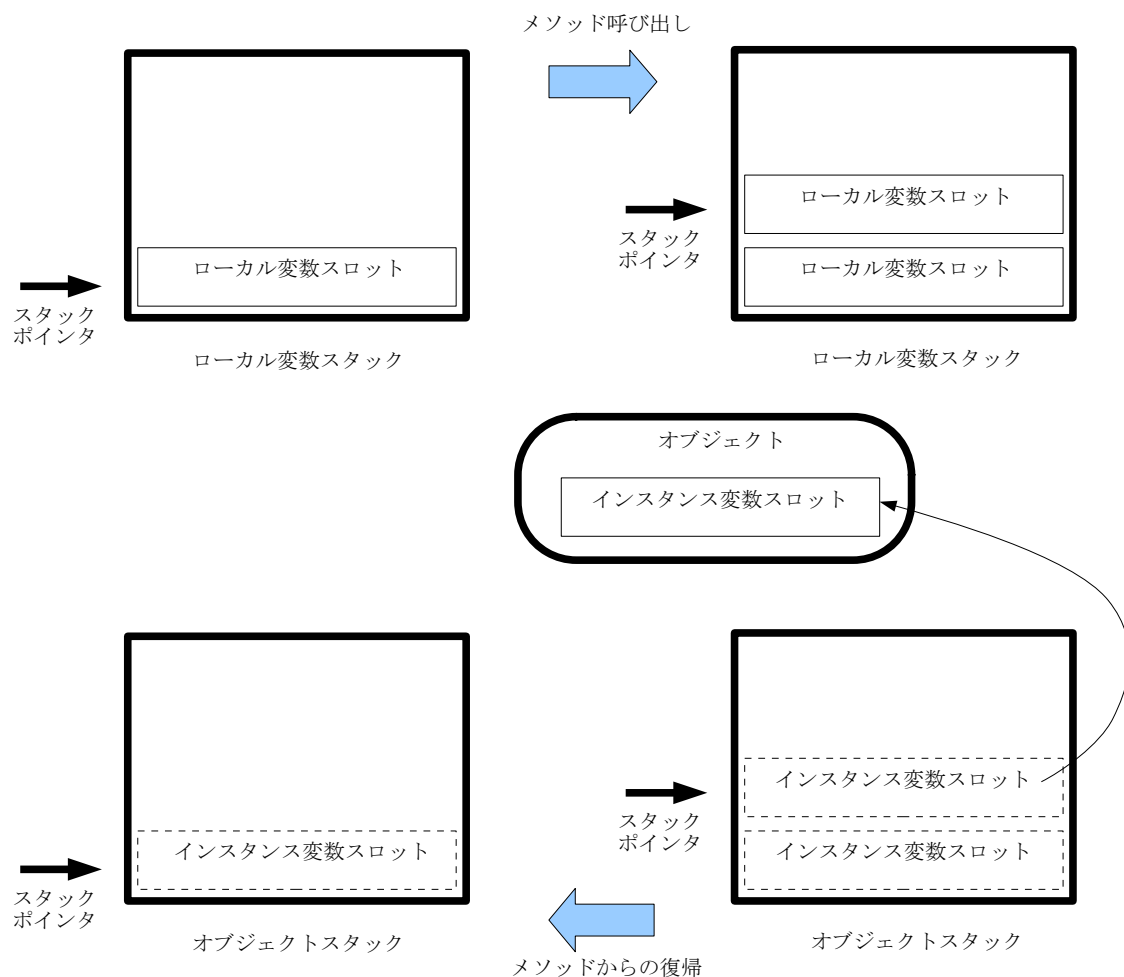 メソッド呼び出し
ローカル変数スロット
スタック
ポインタ
ローカル変数スタック
ローカル変数スロット
ローカル変数スロット
スタック
ポインタ
ローカル変数スタック
オブジェクト
インスタンス変数スロット
インスタンス変数スロット
スタック
ポインタ
オブジェクトスタック
インスタンス変数スロット
インスタンス変数スロット
スタック
ポインタ
オブジェクトスタック
メソッドからの復帰